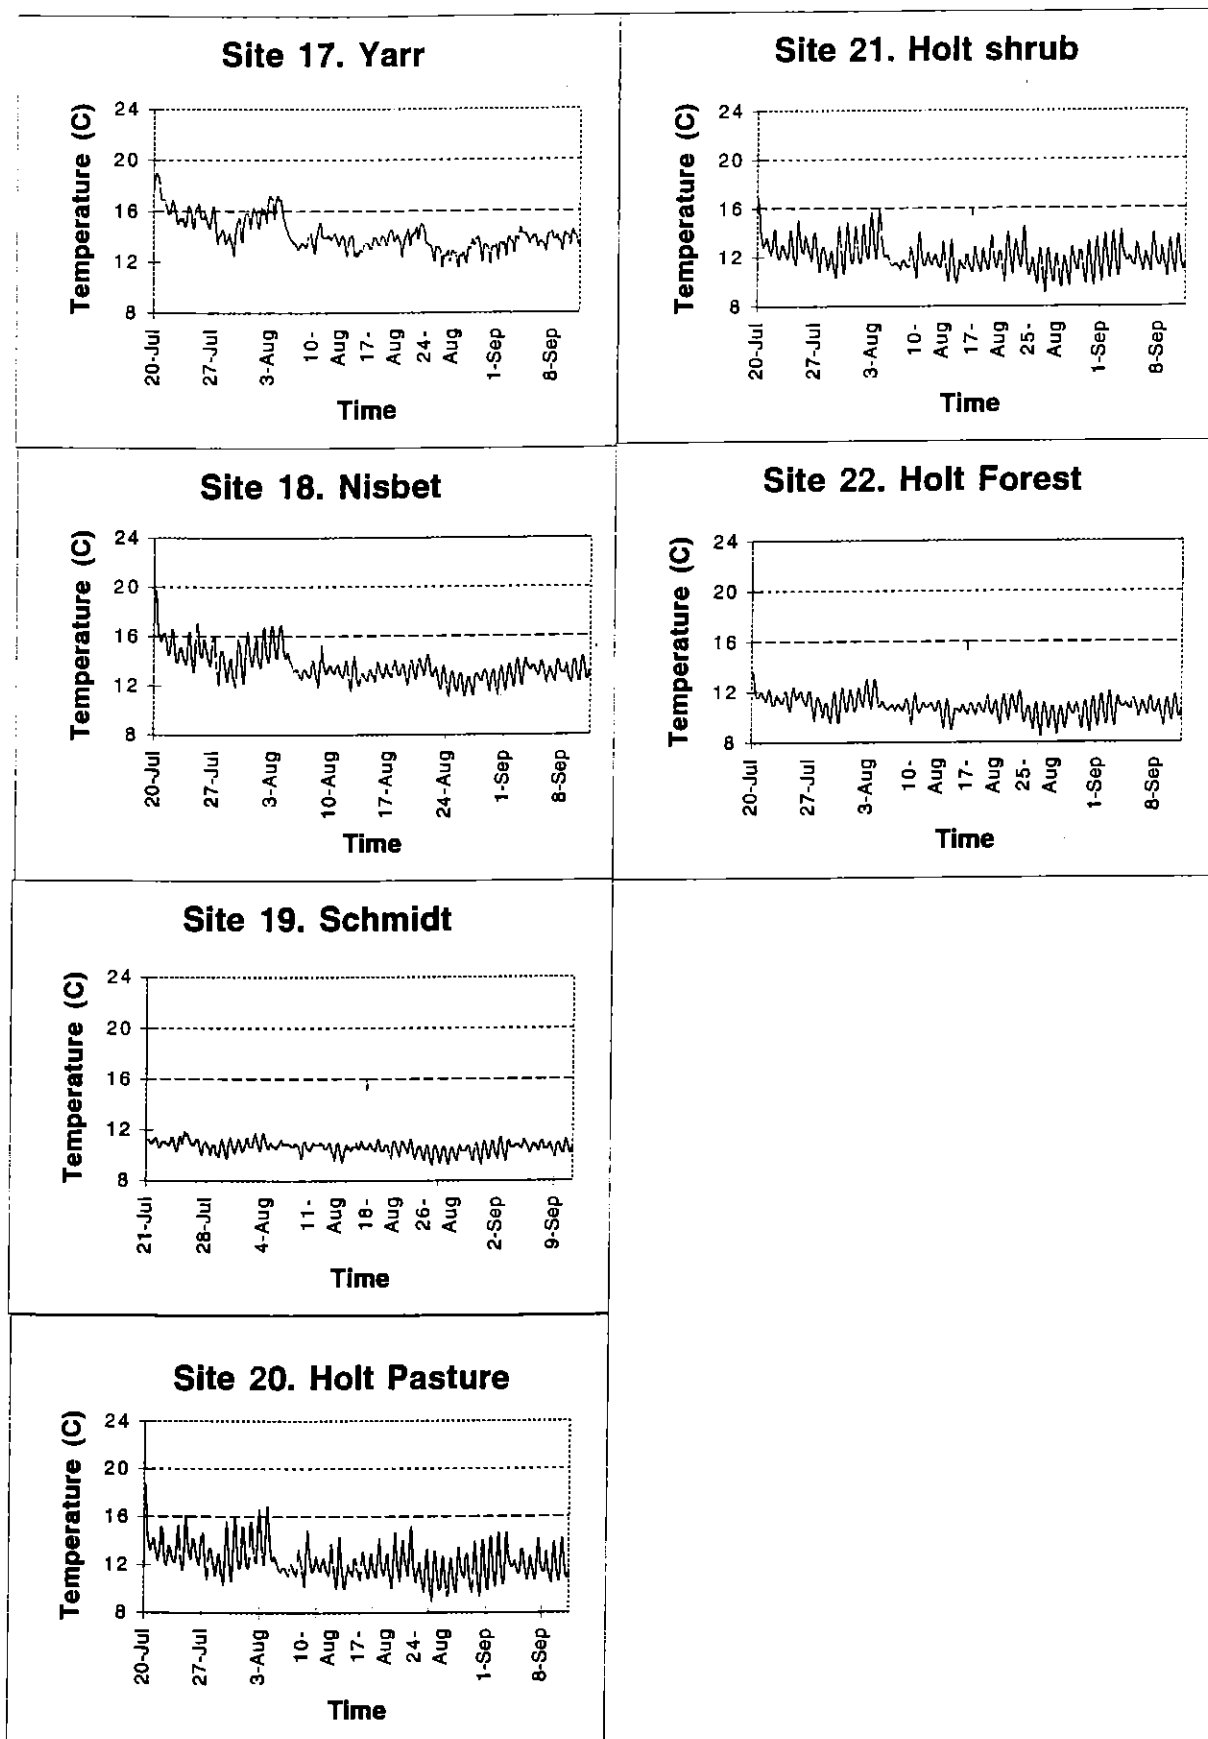 Site 17. Yarr
Temperature (C)
24
20
16
12
8
20-Jul
27-Jul
3-Aug
10-
Aug
17-
Aug
24-
Aug
1-Sep
8-Sep
Time
Site 21. Holt shrub
Temperature (C)
24
20
16
12
8
20-Jul
27-Jul
3-Aug
10-
Aug
17-
Aug
25-
Aug
1-Sep
8-Sep
Time
Site 18. Nisbet
Temperature (C)
24
20
16
12
8
20-Jul
27-Jul
3-Aug
10-Aug
17-Aug
24-Aug
1-Sep
8-Sep
Time
Site 22. Holt Forest
Temperature (C)
24
20
16
12
8
20-Jul
27-Jul
3-Aug
10-
Aug
17-
Aug
25-
Aug
1-Sep
8-Sep
Time
Site 19. Schmidt
Temperature (C)
24
20
16
12
8
21-Jul
28-Jul
4-Aug
11-
Aug
18-
Aug
26-
Aug
2-Sep
9-Sep
Time
Site 20. Holt Pasture
Temperature (C)
24
20
16
12
8
20-Jul
27-Jul
3-Aug
10-
Aug
17-
Aug
24-
Aug
1-Sep
8-Sep
Time